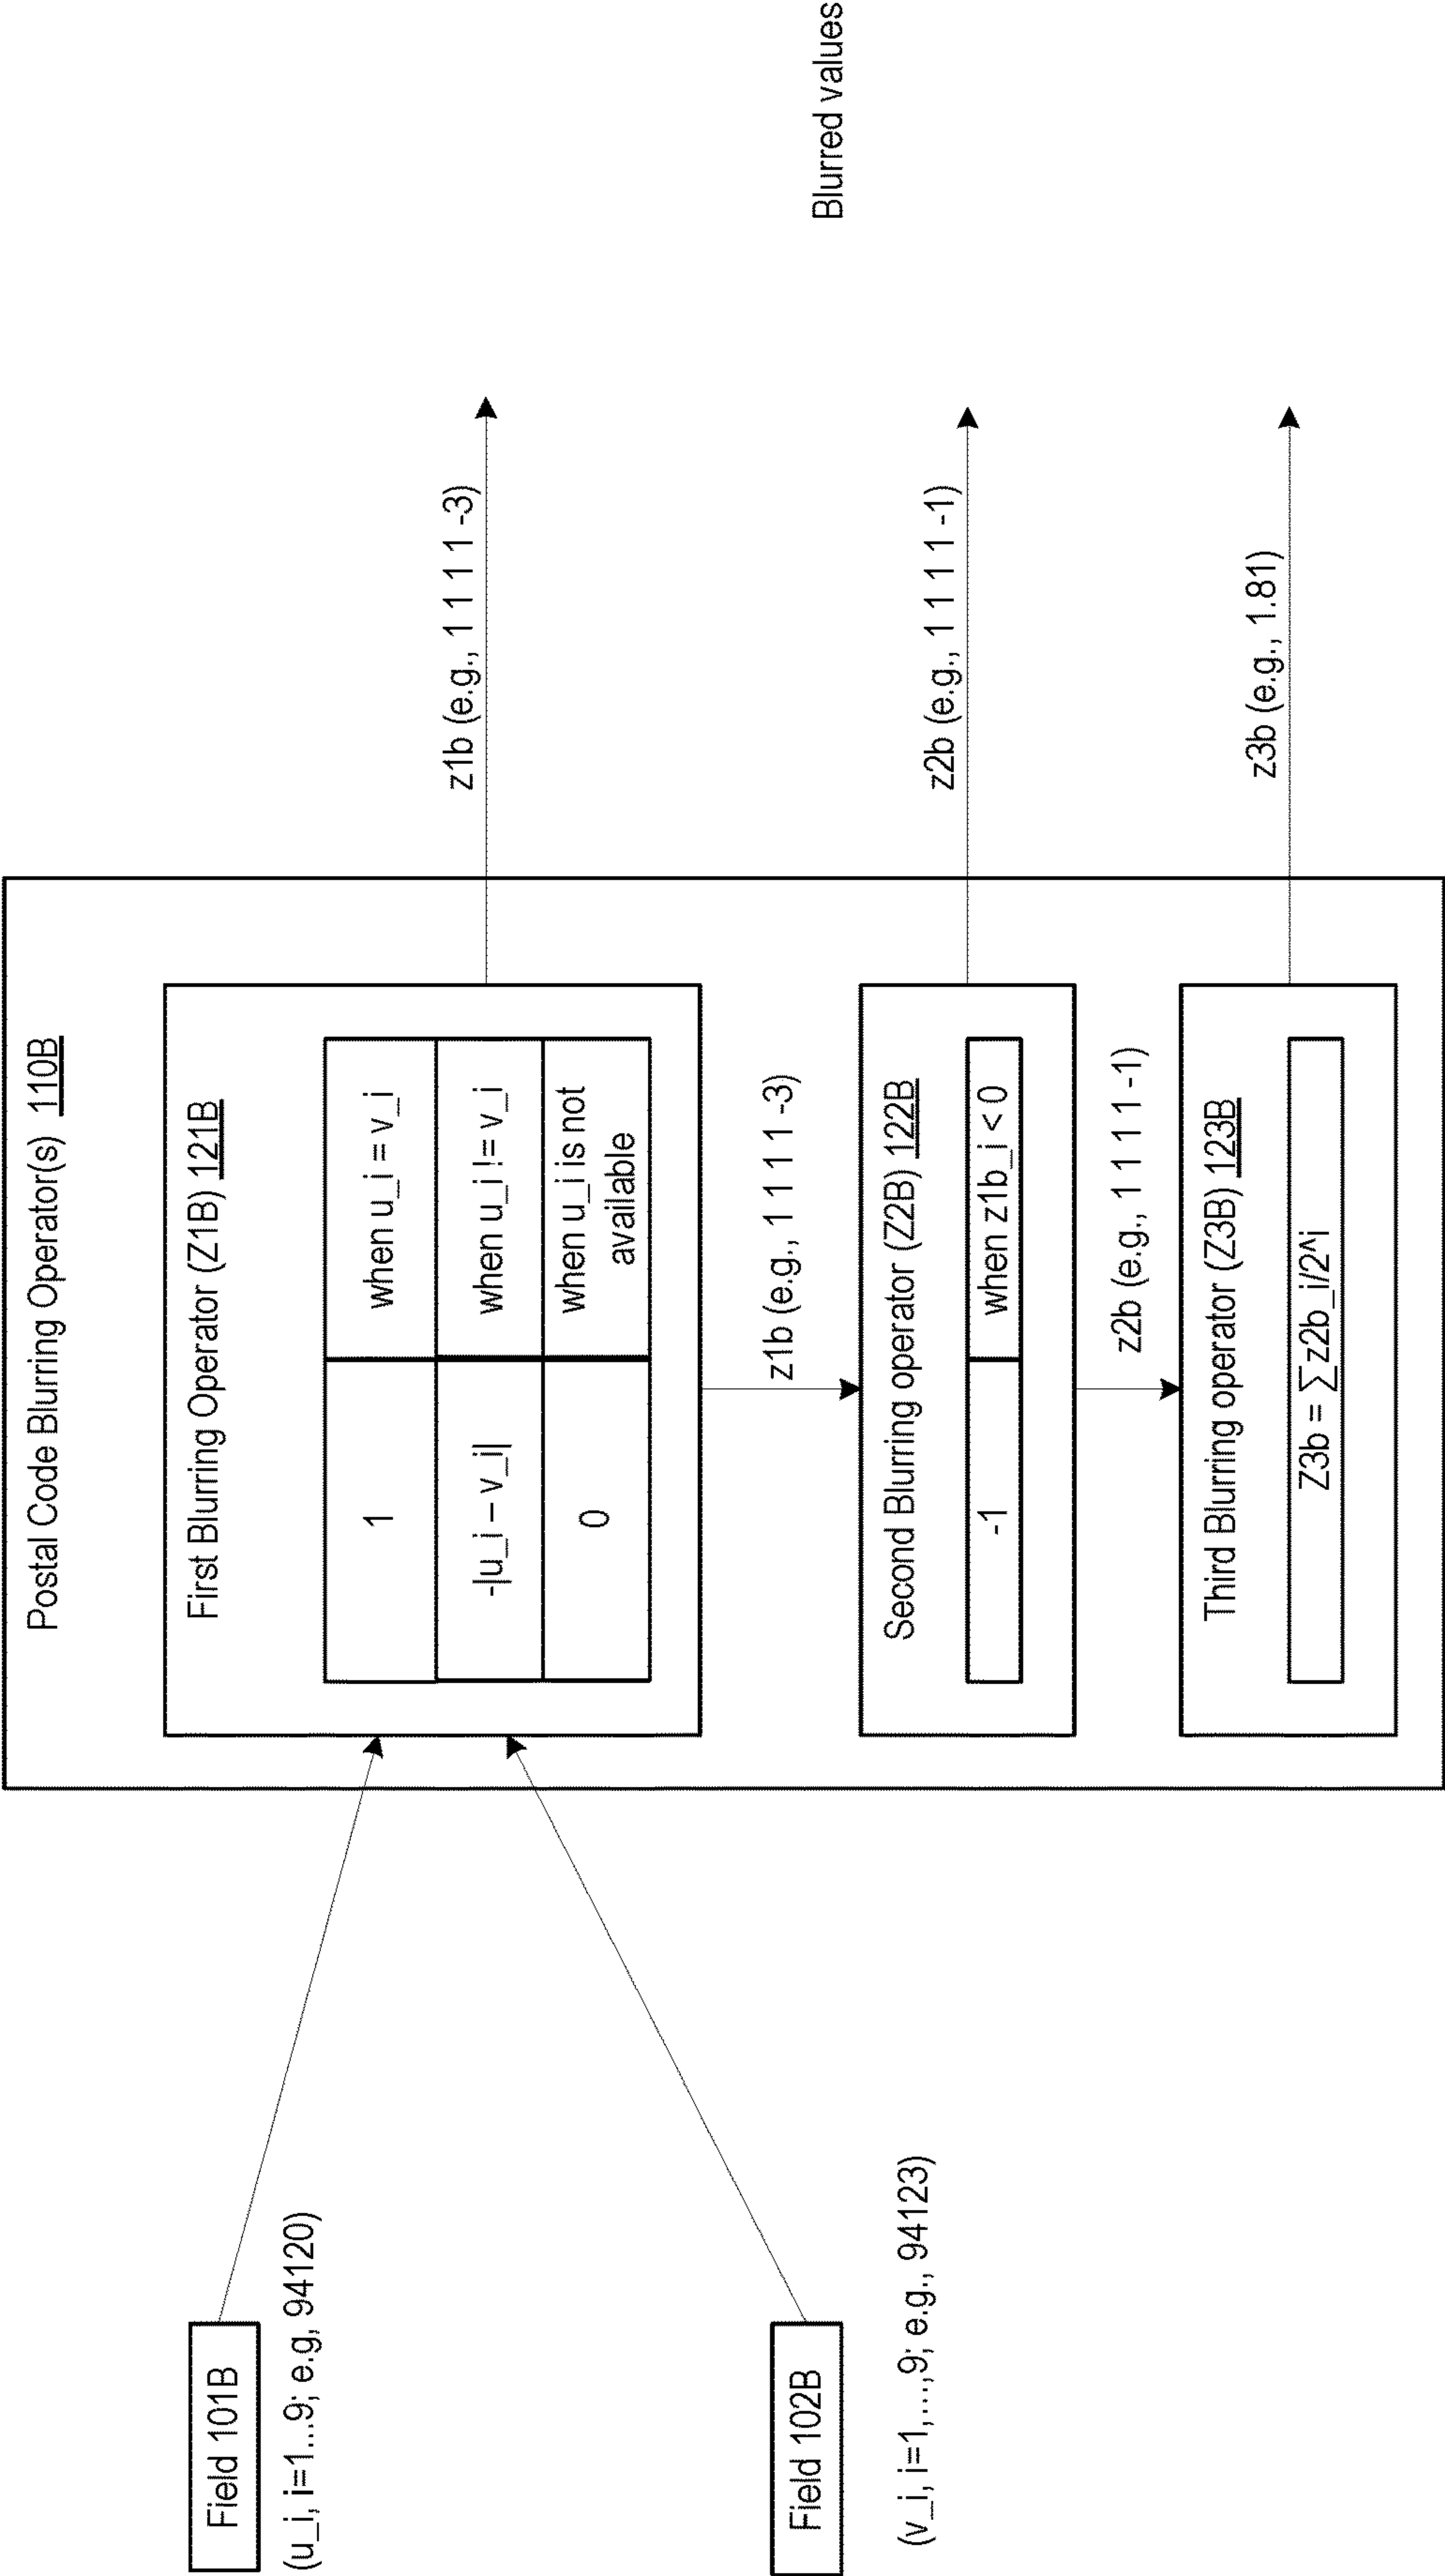 Field 101B
(u_i, i=1...9; e.g, 94120)
Field 102B
(v_i, i=1,...,9; e.g., 94123)
Postal Code Blurring Operator(s) 110B
First Blurring Operator (Z1B) 121B
1
when u_i = v_i
-|u_i – v_i|
when u_i != v_i
0
when u_i is not
available
z1b (e.g., 1 1 1 1 -3)
Second Blurring operator (Z2B) 122B
-1
when z1b_i < 0
z2b (e.g., 1 1 1 1 -1)
Third Blurring operator (Z3B) 123B
Z3b = ∑ z2b_i/2^i
z1b (e.g., 1 1 1 1 -3)
z2b (e.g., 1 1 1 1 -1)
z3b (e.g., 1.81)
Blurred values